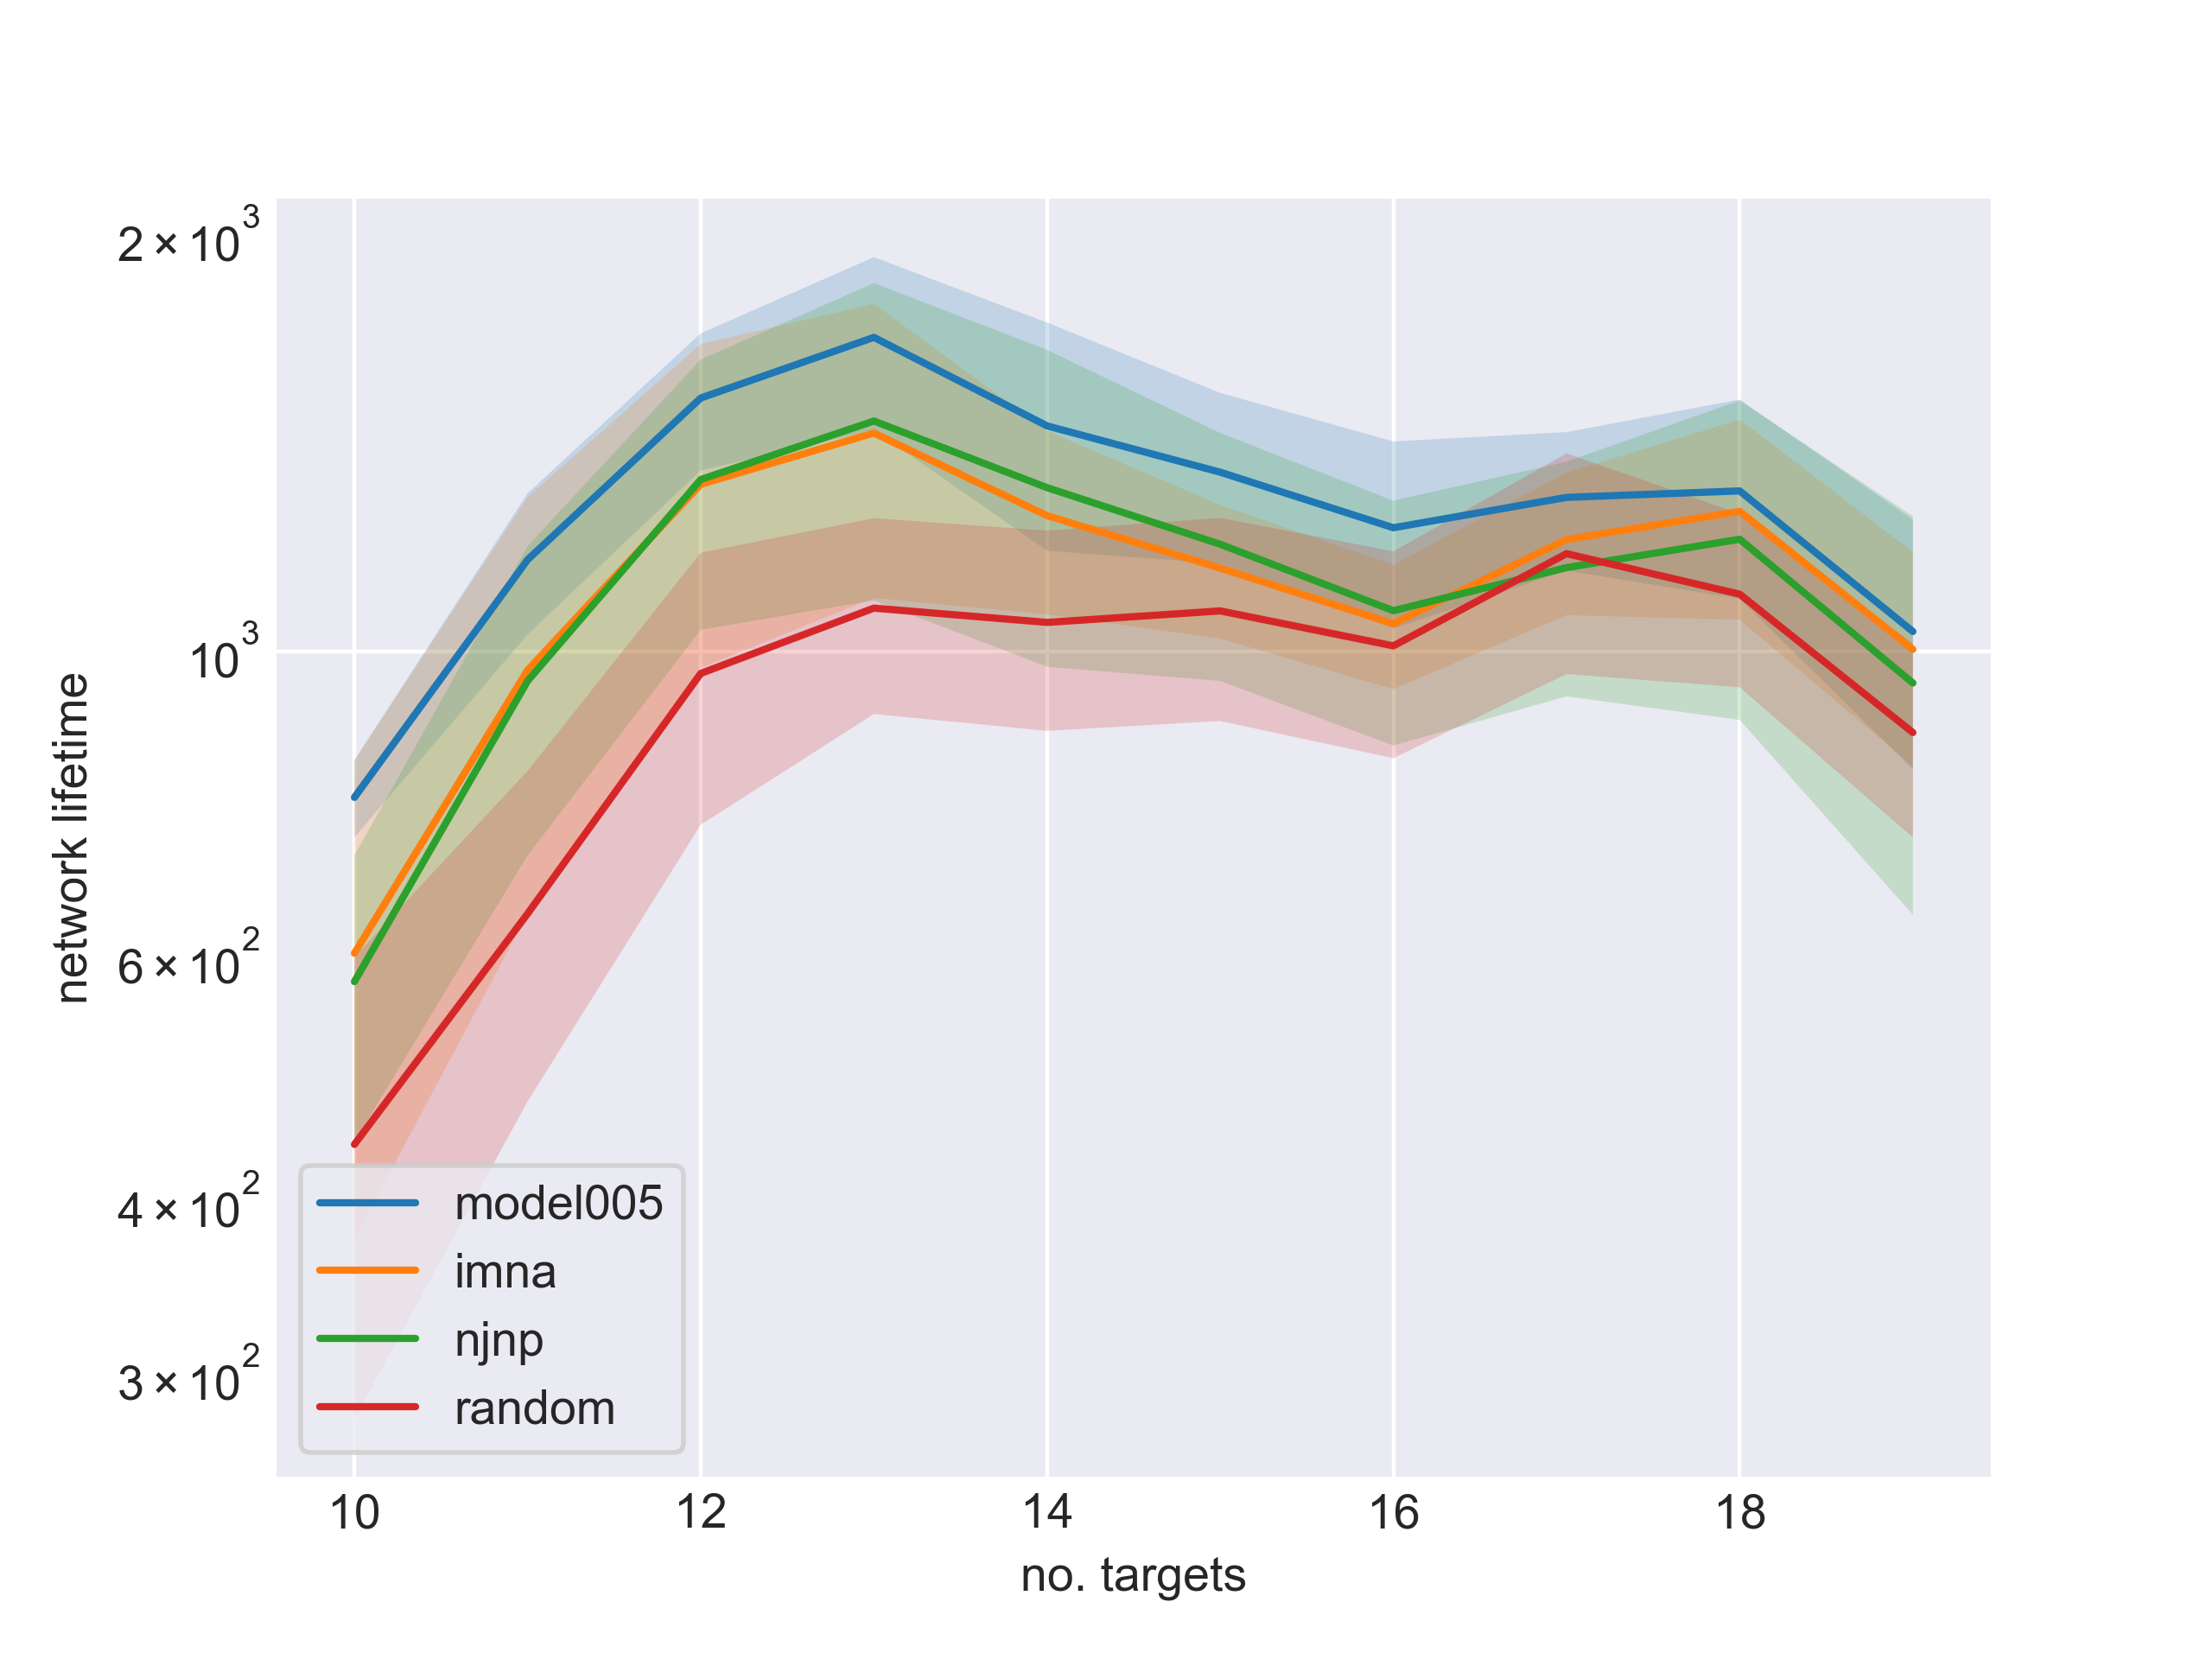 2×10³
10³
6×10²
4×10²
3×10²
network lifetime
model005
imna
njnp
random
10 12 14 16 18
no. targets